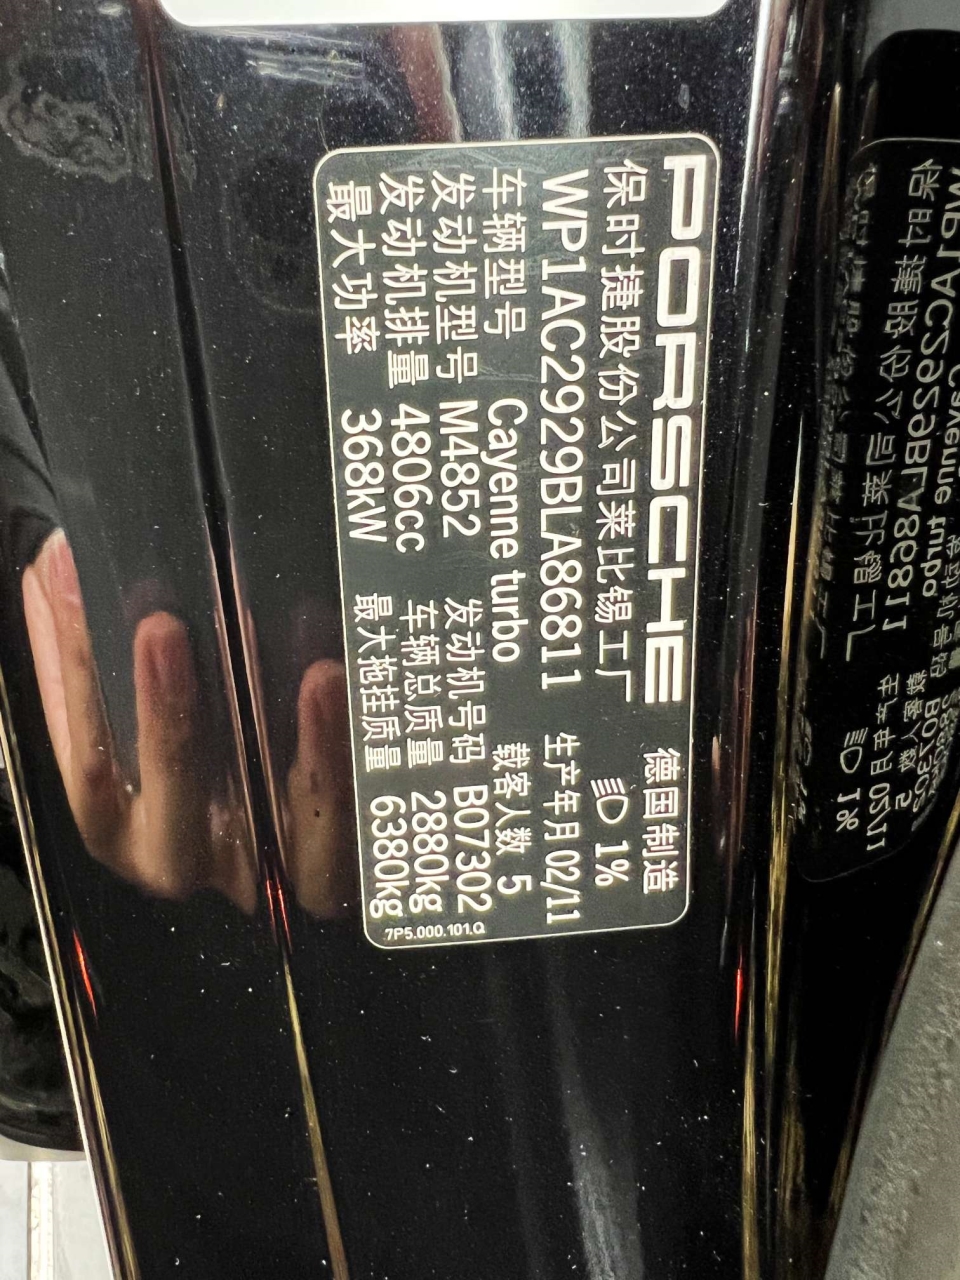 PORSCHE 德国制造
保时捷股份公司莱比锡工厂 1%
WP1AC2929BLA86811 生产年月 02/11
车辆型号 Cayenne turbo 载客人数 5
发动机型号 M4852 发动机号码 B07302
发动机排量 4806cc 车辆总质量 2880kg
最大功率 368kW 最大拖挂质量 6380kg
7P5.000.101.Q